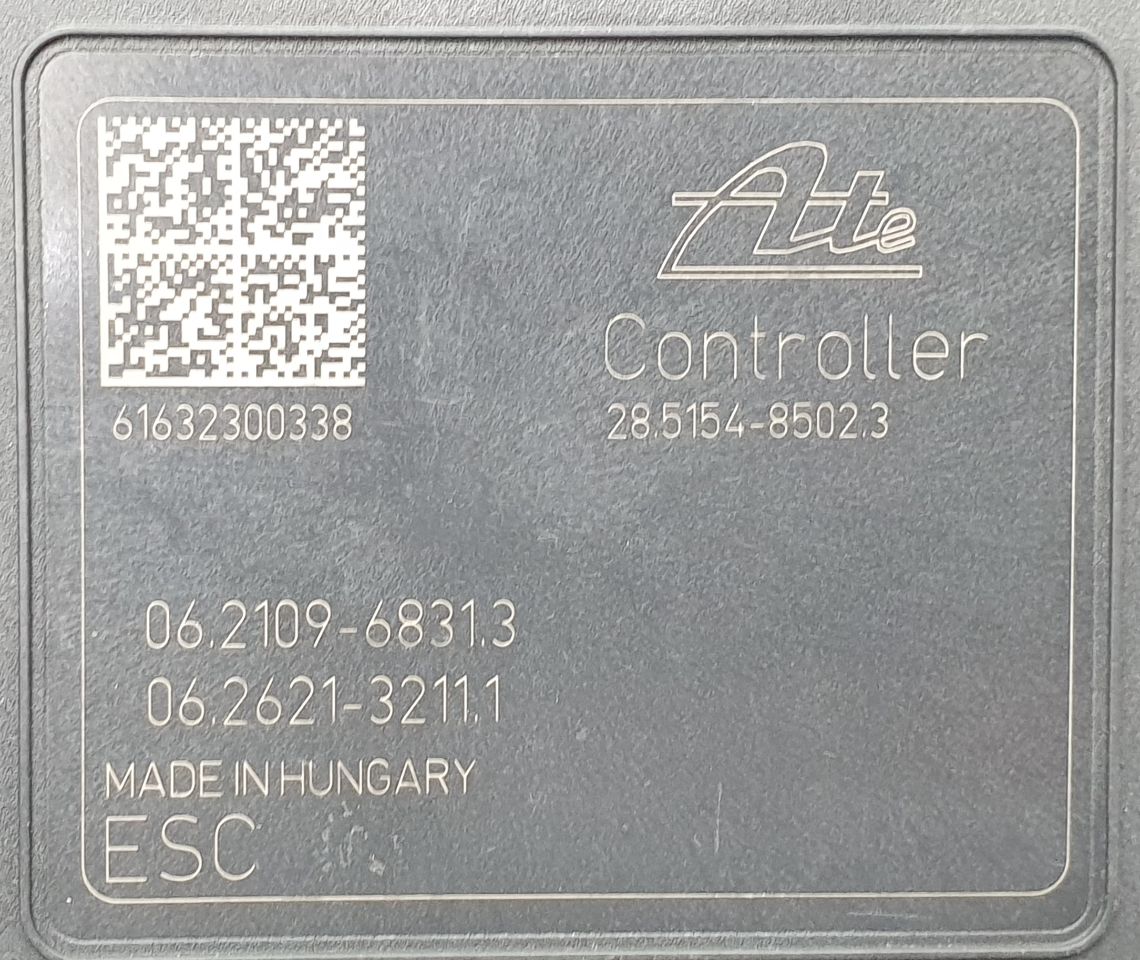 Ate
Controller
61632300338
28.5154-8502.3
06.2109-6831.3
06.2621-3211.1
MADE IN HUNGARY
ESC